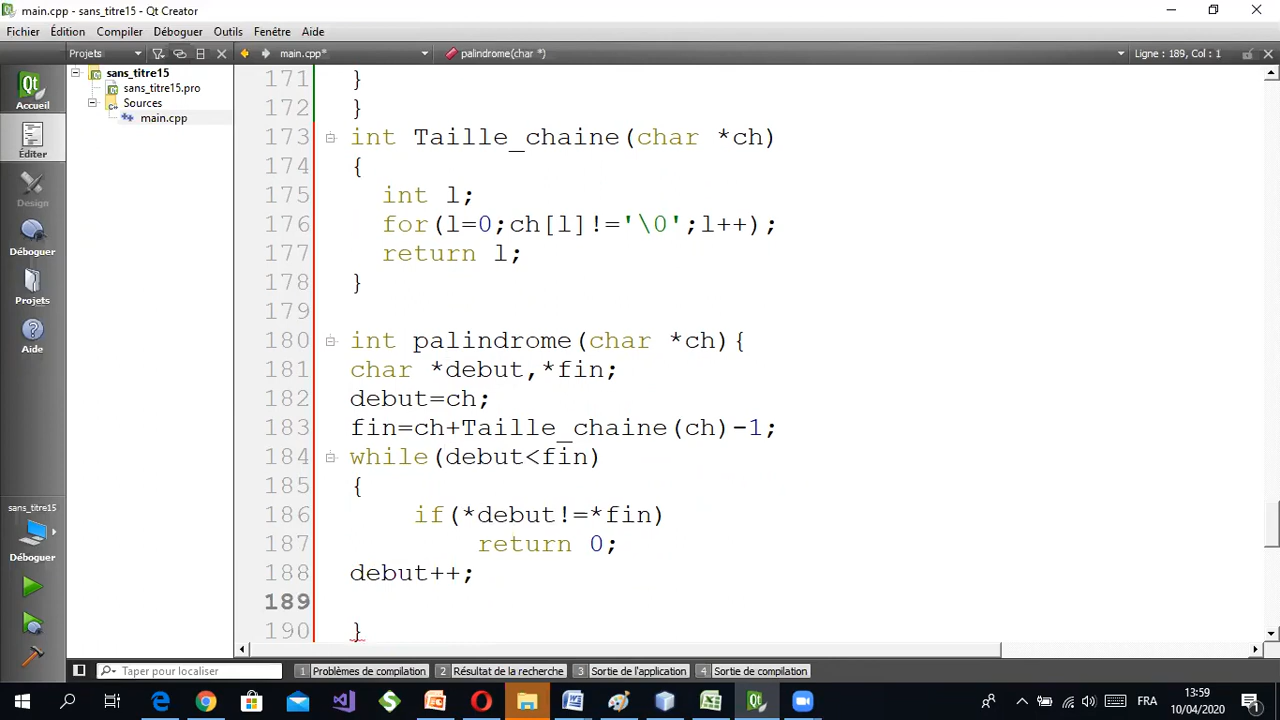 main.cpp - sans_titre15 - Qt Creator
Fichier Édition Compiler Déboguer Outils Fenêtre Aide
Projets main.cpp* palindrome(char *) Ligne : 189, Col : 1
sans_titre15
sans_titre15.pro
Sources
main.cpp
Accueil
Éditer
Design
Déboguer
Projets
Aide
sans_titre15
Déboguer
171 }
172 }
173 int Taille_chaine(char *ch)
174 {
175 int l;
176 for(l=0;ch[l]!='\0';l++);
177 return l;
178 }
179
180 int palindrome(char *ch){
181 char *debut,*fin;
182 debut=ch;
183 fin=ch+Taille_chaine(ch)-1;
184 while(debut<fin)
185 {
186 if(*debut!=*fin)
187 return 0;
188 debut++;
189
190 }
Taper pour localiser 1 Problèmes de compilation 2 Résultat de la recherche 3 Sortie de l'application 4 Sortie de compilation
FRA 13:59
10/04/2020